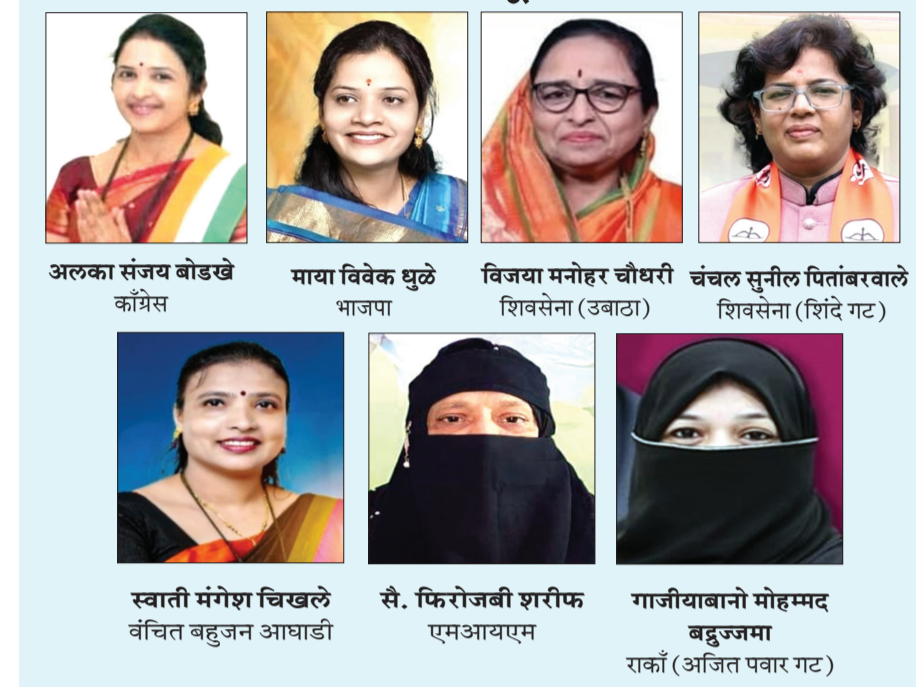 अलका संजय बोडखे
काँग्रेस
माया विवेक धुळे
भाजपा
विजया मनोहर चौधरी
शिवसेना (उबाठा)
चंचल सुनील पितांबरवाले
शिवसेना (शिंदे गट)
स्वाती मंगेश चिखले
वंचित बहुजन आघाडी
सै. फिरोजबी शरीफ
एमआयएम
गाजीयाबानो मोहम्मद
बद्रुज्जमा
राकाँ (अजित पवार गट)